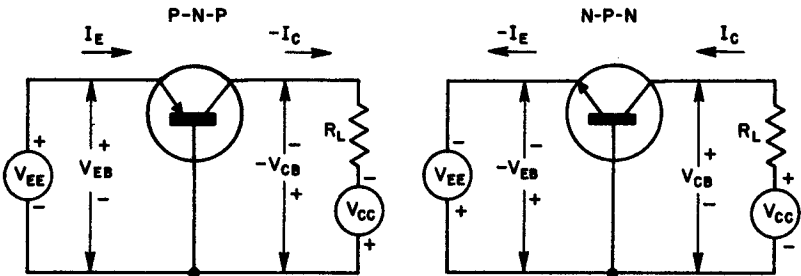 P-N-P
I_E
-I_C
+
V_EE
-
+
V_EB
-
-
-V_CB
+
R_L
-
V_CC
+
N-P-N
-I_E
I_C
-
V_EE
+
-
-V_EB
+
+
V_CB
-
R_L
+
V_CC
-